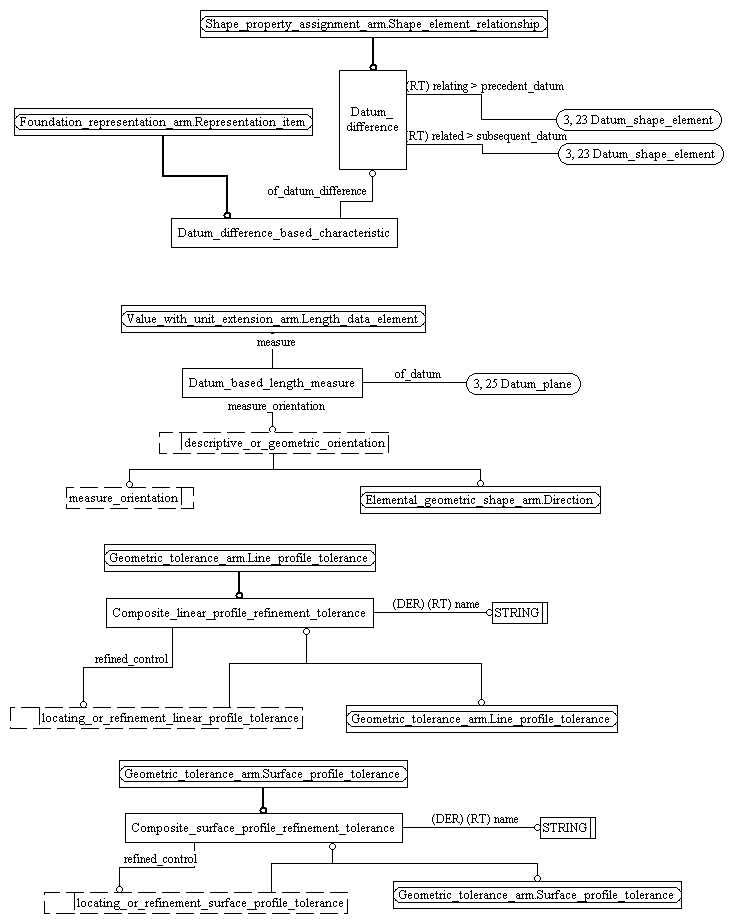 Shape_property_assignment_arm.Shape_element_relationship
(RT) relating > precedent_datum
Datum_
difference
3, 23 Datum_shape_element
Foundation_representation_arm.Representation_item
(RT) related > subsequent_datum
3, 23 Datum_shape_element
of_datum_difference
Datum_difference_based_characteristic
Value_with_unit_extension_arm.Length_data_element
measure
Datum_based_length_measure
of_datum
3, 25 Datum_plane
measure_orientation
descriptive_or_geometric_orientation
measure_orientation
Elemental_geometric_shape_arm.Direction
Geometric_tolerance_arm.Line_profile_tolerance
Composite_linear_profile_refinement_tolerance
(DER) (RT) name
STRING
refined_control
locating_or_refinement_linear_profile_tolerance
Geometric_tolerance_arm.Line_profile_tolerance
Geometric_tolerance_arm.Surface_profile_tolerance
Composite_surface_profile_refinement_tolerance
(DER) (RT) name
STRING
refined_control
locating_or_refinement_surface_profile_tolerance
Geometric_tolerance_arm.Surface_profile_tolerance